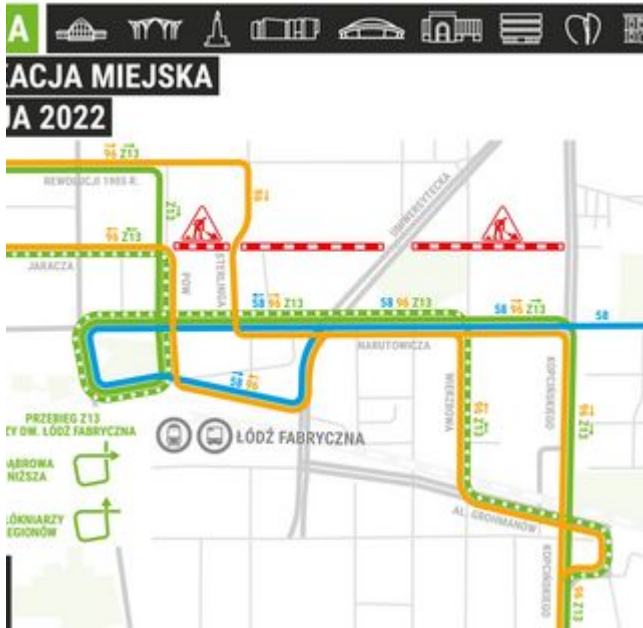 A
ACJA MIEJSKA
JA 2022
96 Z13
REWOLUCJI 1905 R.
Z13
96
UNIWERSYTECKA
96 Z13
JARACZA
POW
STERLINGA
58 96 Z13
58 96 Z13
58 96 Z13
58
NARUTOWICZA
58 96
WIERZBOWA
KOPCIŃSKIEGO
96 Z13
96 Z13
PRZEBIEG Z13
ZY DW. ŁÓDŹ FABRYCZNA
ŁÓDŹ FABRYCZNA
ĄBROWA
NIŻSZA
AL. GROHMANÓW
ÓKNIARZY
EGIONÓW
KOPCIŃSKIEGO
96 Z13